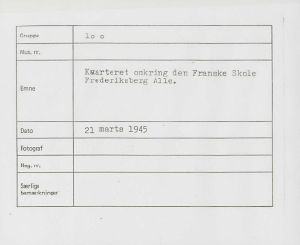 Gruppe lo o
Mus. nr.
Emne Kwarteret omkring den Franske Skole
Frederiksberg Alle.
Dato 21 marts 1945
Fotograf
Neg. nr.
Særlige
bemærkninger